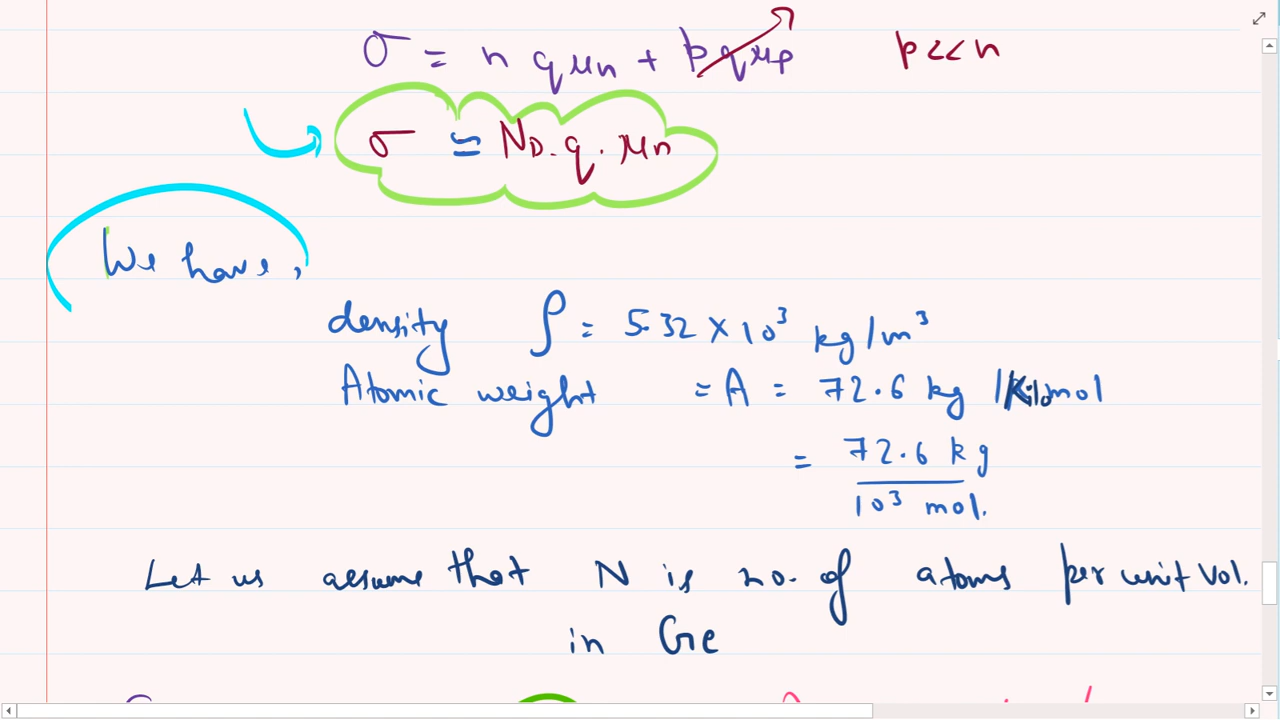 σ = n q μn + p q μp p << n
σ ≃ ND . q . μn
We have,
density ρ = 5.32 × 10³ kg/m³
Atomic weight = A = 72.6 kg /Kilomol
= 72.6 kg
10³ mol.
Let us assume that N is no. of atoms per unit vol.
in Ge